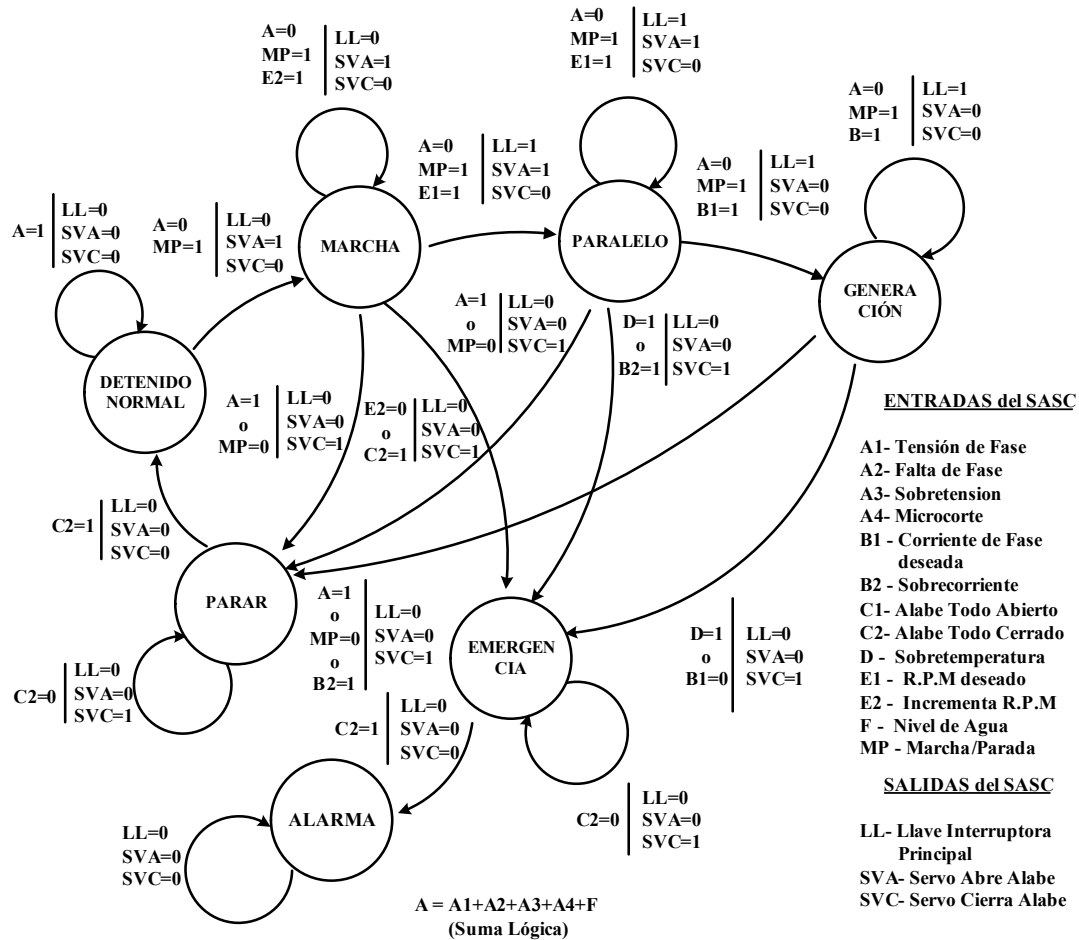 A=0
MP=1
E2=1
LL=0
SVA=1
SVC=0
A=0
MP=1
E1=1
LL=1
SVA=1
SVC=0
A=0
MP=1
B=1
LL=1
SVA=0
SVC=0
A=0
MP=1
E1=1
LL=1
SVA=1
SVC=0
A=0
MP=1
B1=1
LL=1
SVA=0
SVC=0
A=1
LL=0
SVA=0
SVC=0
A=0
MP=1
LL=0
SVA=1
SVC=0
MARCHA
PARALELO
GENERA
CIÓN
DETENIDO
NORMAL
A=1
o
MP=0
LL=0
SVA=0
SVC=1
D=1
o
B2=1
LL=0
SVA=0
SVC=1
A=1
o
MP=0
LL=0
SVA=0
SVC=1
E2=0
o
C2=1
LL=0
SVA=0
SVC=1
C2=1
LL=0
SVA=0
SVC=0
PARAR
A=1
o
MP=0
o
B2=1
LL=0
SVA=0
SVC=1
EMERGEN
CIA
D=1
o
B1=0
LL=0
SVA=0
SVC=1
C2=0
LL=0
SVA=0
SVC=1
C2=1
LL=0
SVA=0
SVC=0
ALARMA
C2=0
LL=0
SVA=0
SVC=1
LL=0
SVA=0
SVC=0
A = A1+A2+A3+A4+F
(Suma Lógica)
ENTRADAS del SASC
A1- Tensión de Fase
A2- Falta de Fase
A3- Sobretension
A4- Microcorte
B1 - Corriente de Fase
deseada
B2 - Sobrecorriente
C1- Alabe Todo Abierto
C2- Alabe Todo Cerrado
D - Sobretemperatura
E1 - R.P.M deseado
E2 - Incrementa R.P.M
F - Nivel de Agua
MP - Marcha/Parada
SALIDAS del SASC
LL- Llave Interruptora
Principal
SVA- Servo Abre Alabe
SVC- Servo Cierra Alabe